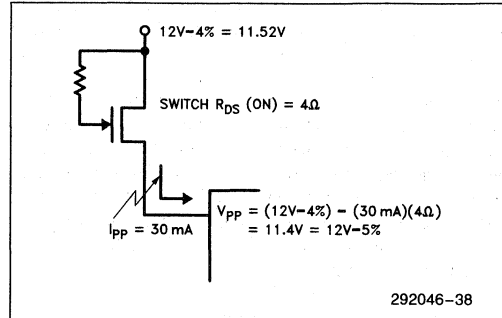 12V–4% = 11.52V
SWITCH R_DS (ON) = 4Ω
I_PP = 30 mA
V_PP = (12V–4%) – (30 mA)(4Ω)
= 11.4V = 12V–5%
292046–38